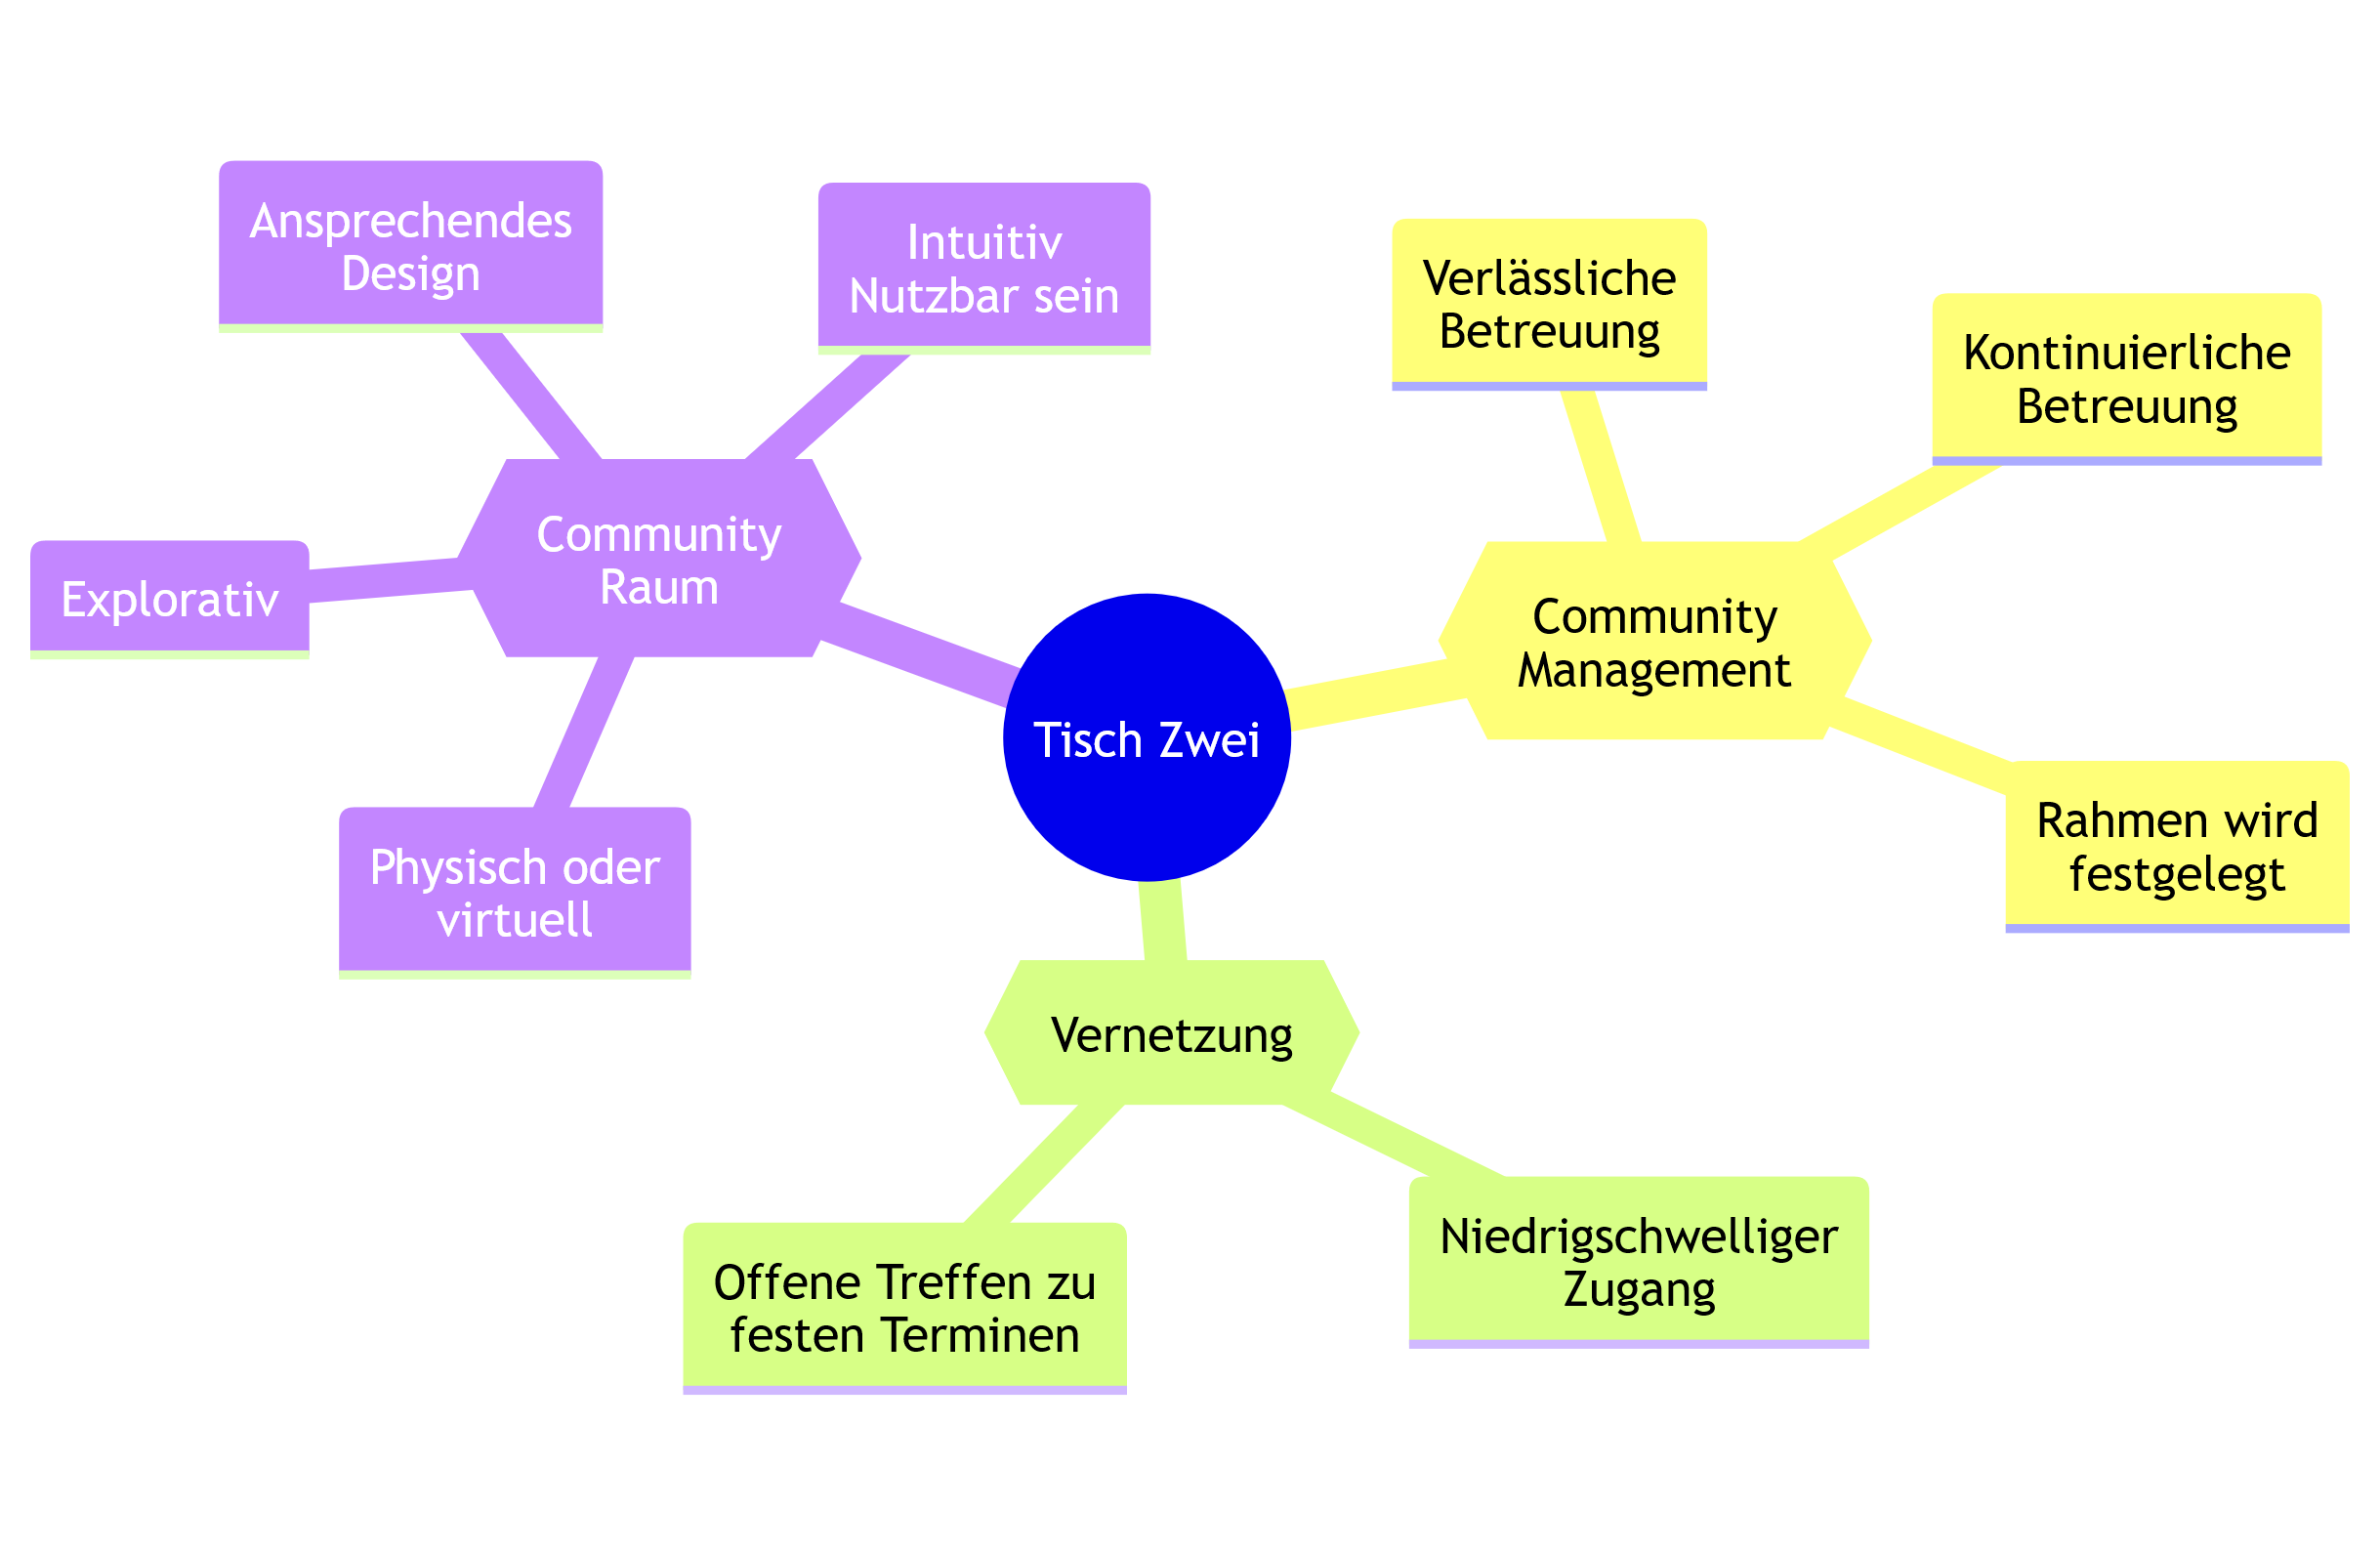 Ansprechendes
Design
Intuitiv
Nutzbar sein
Explorativ
Community
Raum
Physisch oder
virtuell
Tisch Zwei
Verlässliche
Betreuung
Kontinuierliche
Betreuung
Community
Management
Rahmen wird
festgelegt
Vernetzung
Offene Treffen zu
festen Terminen
Niedrigschwelliger
Zugang